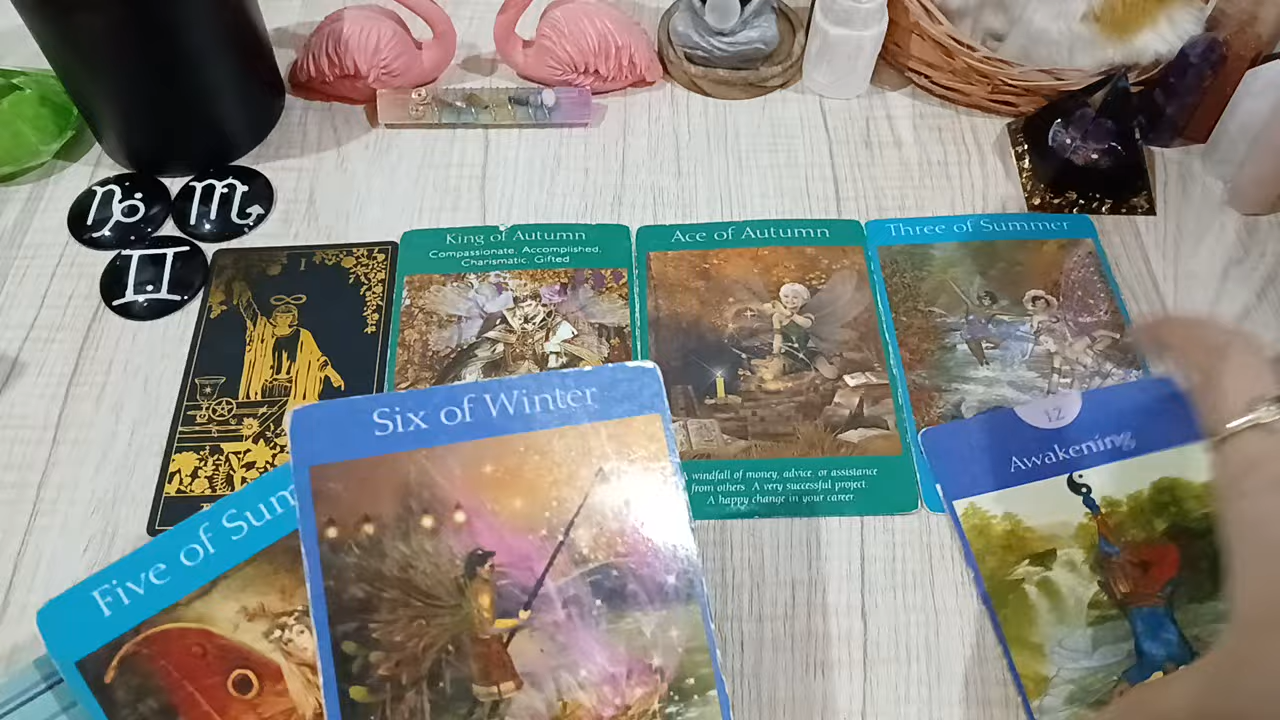 I
King of Autumn
Compassionate, Accomplished,
Charismatic, Gifted
Ace of Autumn
windfall of money, advice, or assistance
from others. A very successful project.
A happy change in your career.
Three of Summer
Five of Sum
Six of Winter
12
Awakening